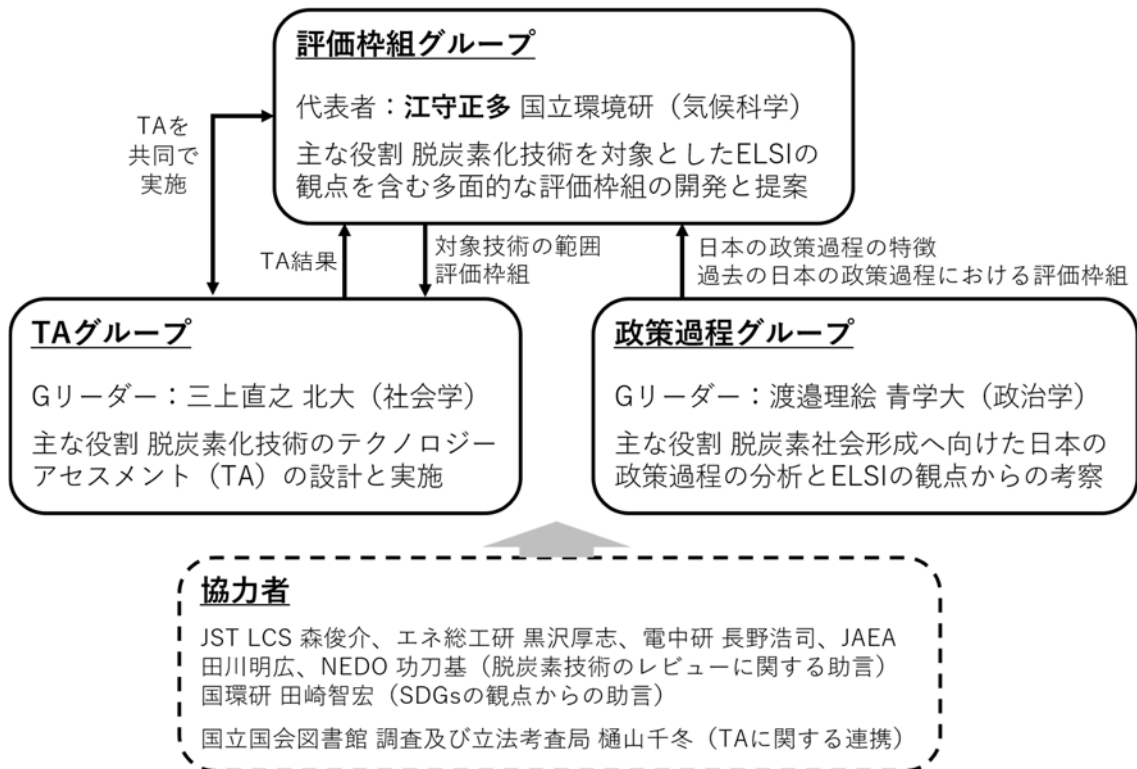 評価枠組グループ
代表者：江守正多 国立環境研（気候科学）
主な役割 脱炭素化技術を対象としたELSIの
観点を含む多面的な評価枠組の開発と提案
TAを
共同で
実施
TA結果
対象技術の範囲
評価枠組
日本の政策過程の特徴
過去の日本の政策過程における評価枠組
TAグループ
Gリーダー：三上直之 北大（社会学）
主な役割 脱炭素化技術のテクノロジー
アセスメント（TA）の設計と実施
政策過程グループ
Gリーダー：渡邉理絵 青学大（政治学）
主な役割 脱炭素社会形成へ向けた日本の
政策過程の分析とELSIの観点からの考察
協力者
JST LCS 森俊介、エネ総工研 黒沢厚志、電中研 長野浩司、JAEA
田川明広、NEDO 功刀基（脱炭素技術のレビューに関する助言）
国環研 田崎智宏（SDGsの観点からの助言）
国立国会図書館 調査及び立法考査局 樋山千冬（TAに関する連携）